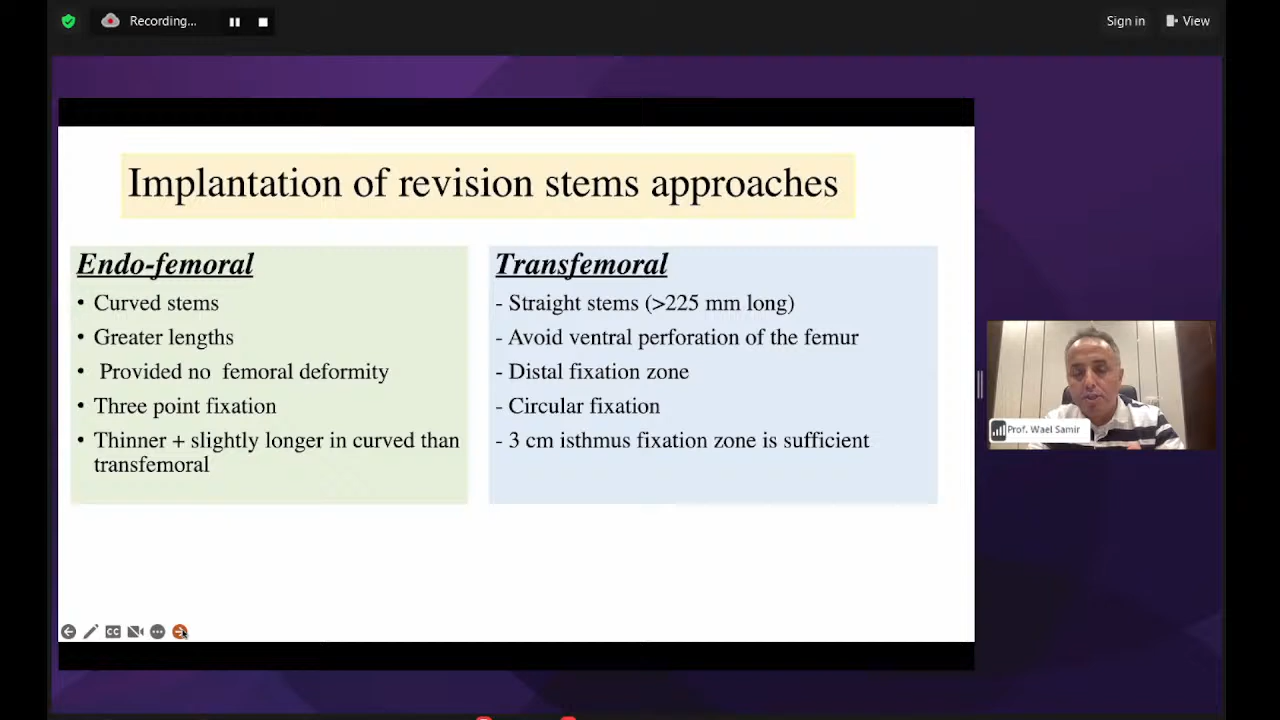 Recording...
Sign in
View
Implantation of revision stems approaches
Endo-femoral
• Curved stems
• Greater lengths
• Provided no femoral deformity
• Three point fixation
• Thinner + slightly longer in curved than
transfemoral
Transfemoral
- Straight stems (>225 mm long)
- Avoid ventral perforation of the femur
- Distal fixation zone
- Circular fixation
- 3 cm isthmus fixation zone is sufficient
Prof. Wael Samir
CC